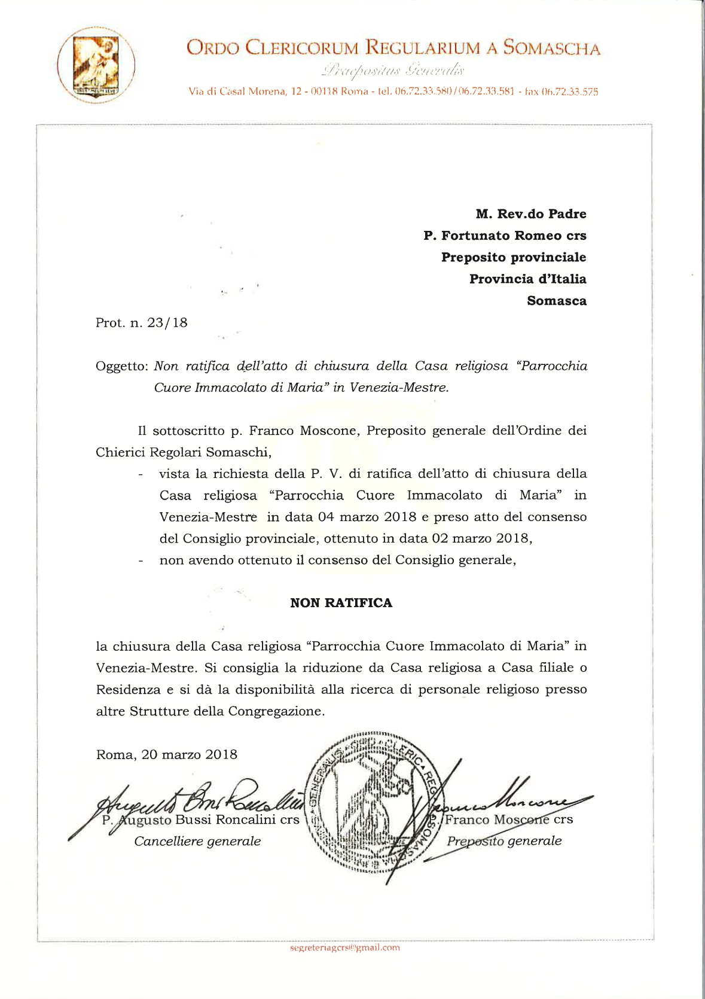 ORDO CLERICORUM REGULARIUM A SOMASCHA
Praepositus Generalis
Via di Casal Morena, 12 - 00118 Roma - tel. 06.72.33.580/06.72.33.581 - fax 06.72.33.575
M. Rev.do Padre
P. Fortunato Romeo crs
Preposito provinciale
Provincia d'Italia
Somasca
Prot. n. 23/18
Oggetto: Non ratifica dell'atto di chiusura della Casa religiosa “Parrocchia
Cuore Immacolato di Maria” in Venezia-Mestre.
Il sottoscritto p. Franco Moscone, Preposito generale dell'Ordine dei
Chierici Regolari Somaschi,
- vista la richiesta della P. V. di ratifica dell'atto di chiusura della
Casa religiosa “Parrocchia Cuore Immacolato di Maria” in
Venezia-Mestre in data 04 marzo 2018 e preso atto del consenso
del Consiglio provinciale, ottenuto in data 02 marzo 2018,
- non avendo ottenuto il consenso del Consiglio generale,
NON RATIFICA
la chiusura della Casa religiosa “Parrocchia Cuore Immacolato di Maria” in
Venezia-Mestre. Si consiglia la riduzione da Casa religiosa a Casa filiale o
Residenza e si dà la disponibilità alla ricerca di personale religioso presso
altre Strutture della Congregazione.
Roma, 20 marzo 2018
GENERALIS ORD. CLERIC. REG. SOMASC
Augusto Bussi Roncalini
Franco Moscone
P. Augusto Bussi Roncalini crs
P. Franco Moscone crs
Cancelliere generale
Preposito generale
segreteriagcrs@gmail.com